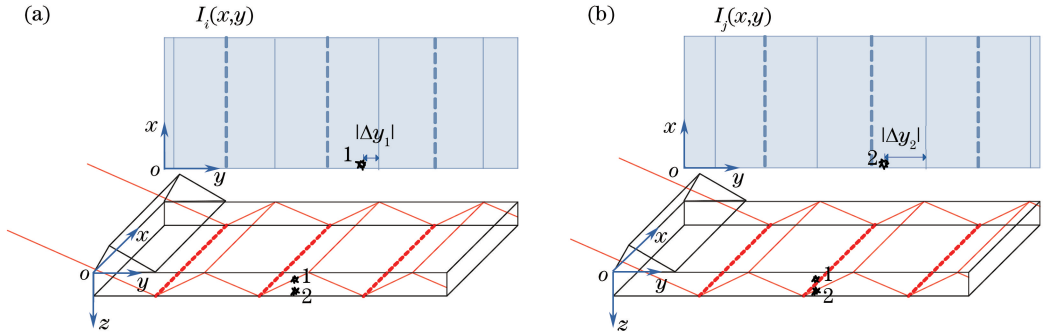 (a)
I_i(x,y)
x
|Δy_1|
1
o
y
x
o
y
1
2
z
(b)
I_j(x,y)
x
|Δy_2|
2
o
y
x
o
y
1
2
z